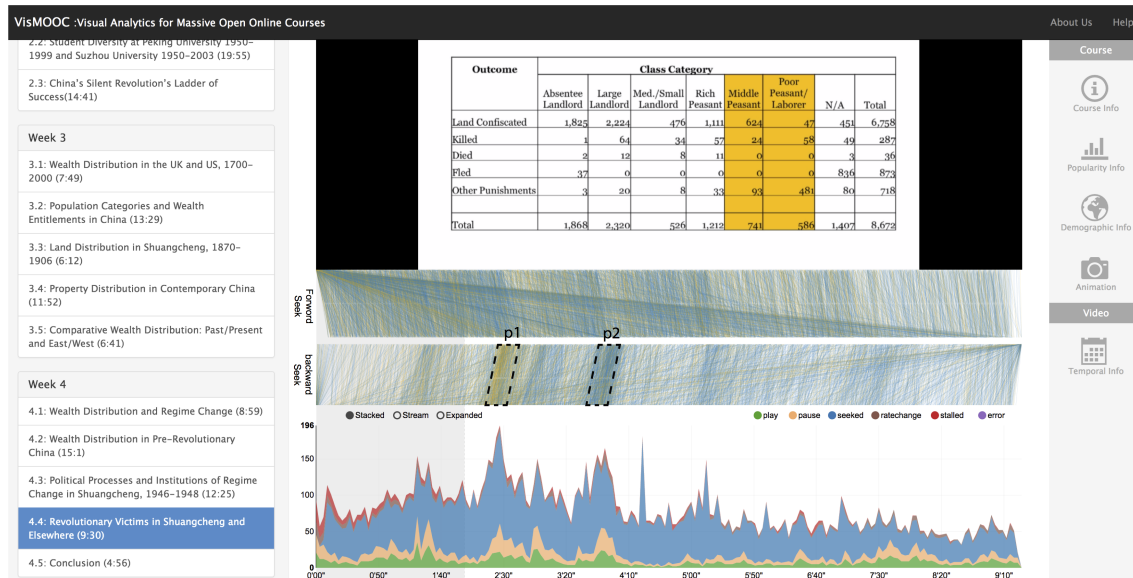 VisMOOC :Visual Analytics for Massive Open Online Courses
About Us Help
2.2: Student Diversity at Peking University 1950–
1999 and Suzhou University 1950–2003 (19:55)
2.3: China's Silent Revolution's Ladder of
Success(14:41)
Week 3
3.1: Wealth Distribution in the UK and US, 1700–
2000 (7:49)
3.2: Population Categories and Wealth
Entitlements in China (13:29)
3.3: Land Distribution in Shuangcheng, 1870–
1906 (6:12)
3.4: Property Distribution in Contemporary China
(11:52)
3.5: Comparative Wealth Distribution: Past/Present
and East/West (6:41)
Week 4
4.1: Wealth Distribution and Regime Change (8:59)
4.2: Wealth Distribution in Pre-Revolutionary
China (15:1)
4.3: Political Processes and Institutions of Regime
Change in Shuangcheng, 1946–1948 (12:25)
4.4: Revolutionary Victims in Shuangcheng and
Elsewhere (9:30)
4.5: Conclusion (4:56)
Outcome Class Category
Absentee Landlord Large Landlord Med./Small Landlord Rich Peasant Middle Peasant Poor Peasant/ Laborer N/A Total
Land Confiscated 1,825 2,224 476 1,111 624 47 451 6,758
Killed 1 64 34 57 24 58 49 287
Died 2 12 8 11 0 0 3 36
Fled 37 0 0 0 0 0 836 873
Other Punishments 3 20 8 33 93 481 80 718
Total 1,868 2,320 526 1,212 741 586 1,407 8,672
Forword
Seek
p1 p2
backward
Seek
Stacked Stream Expanded
play pause seeked ratechange stalled error
196
150
100
50
0
0'00" 0'50" 1'40" 2'30" 3'20" 4'10" 5'00" 5'50" 6'40" 7'30" 8'20" 9'10"
Course
Course Info
Popularity Info
Demographic Info
Animation
Video
Temporal Info